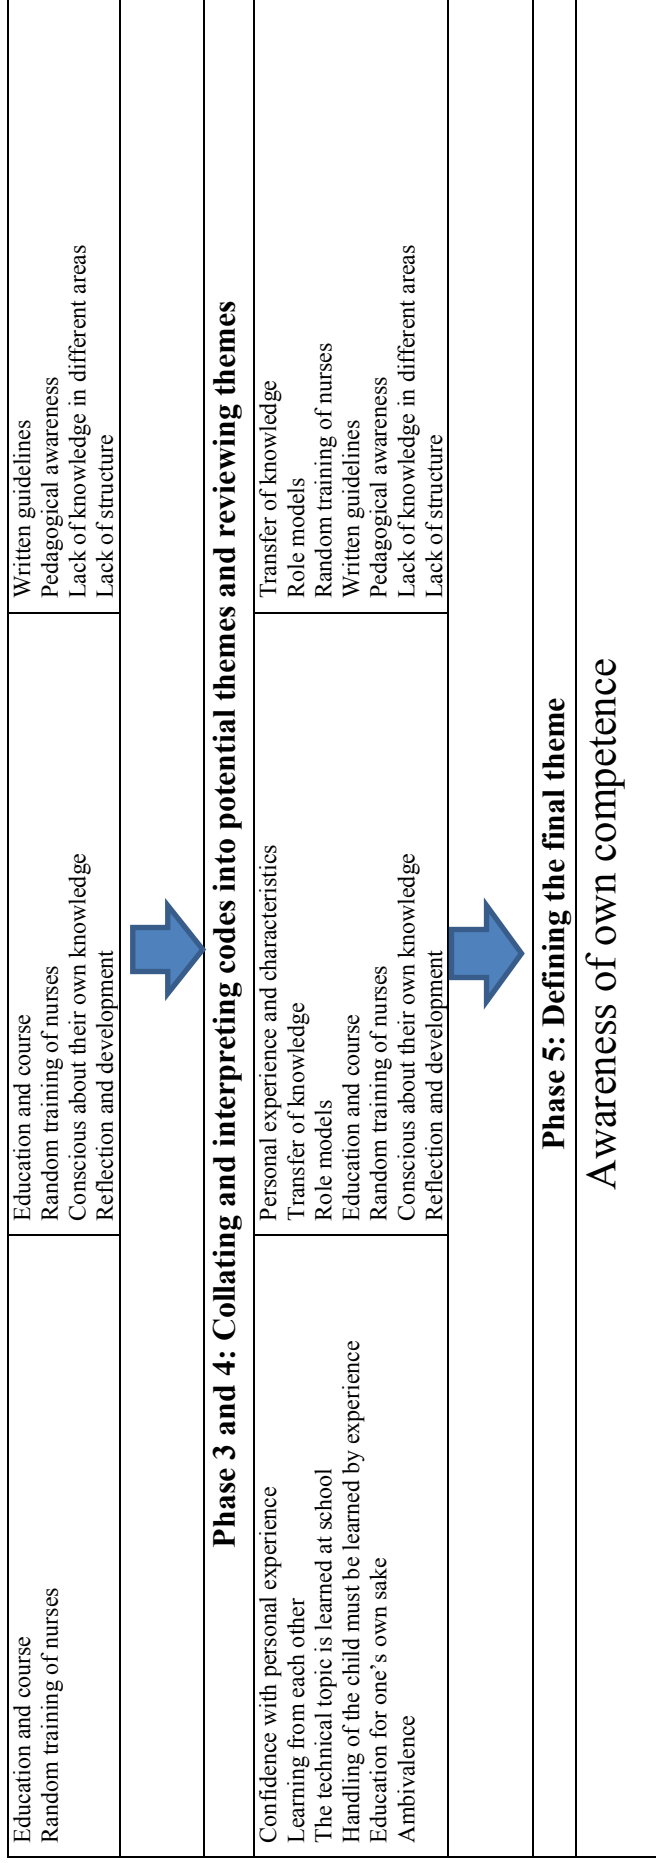 Education and course
Random training of nurses
Education and course
Random training of nurses
Conscious about their own knowledge
Reflection and development
Written guidelines
Pedagogical awareness
Lack of knowledge in different areas
Lack of structure
Phase 3 and 4: Collating and interpreting codes into potential themes and reviewing themes
Confidence with personal experience
Learning from each other
The technical topic is learned at school
Handling of the child must be learned by experience
Education for one’s own sake
Ambivalence
Personal experience and characteristics
Transfer of knowledge
Role models
Education and course
Random training of nurses
Conscious about their own knowledge
Reflection and development
Transfer of knowledge
Role models
Random training of nurses
Written guidelines
Pedagogical awareness
Lack of knowledge in different areas
Lack of structure
Phase 5: Defining the final theme
Awareness of own competence